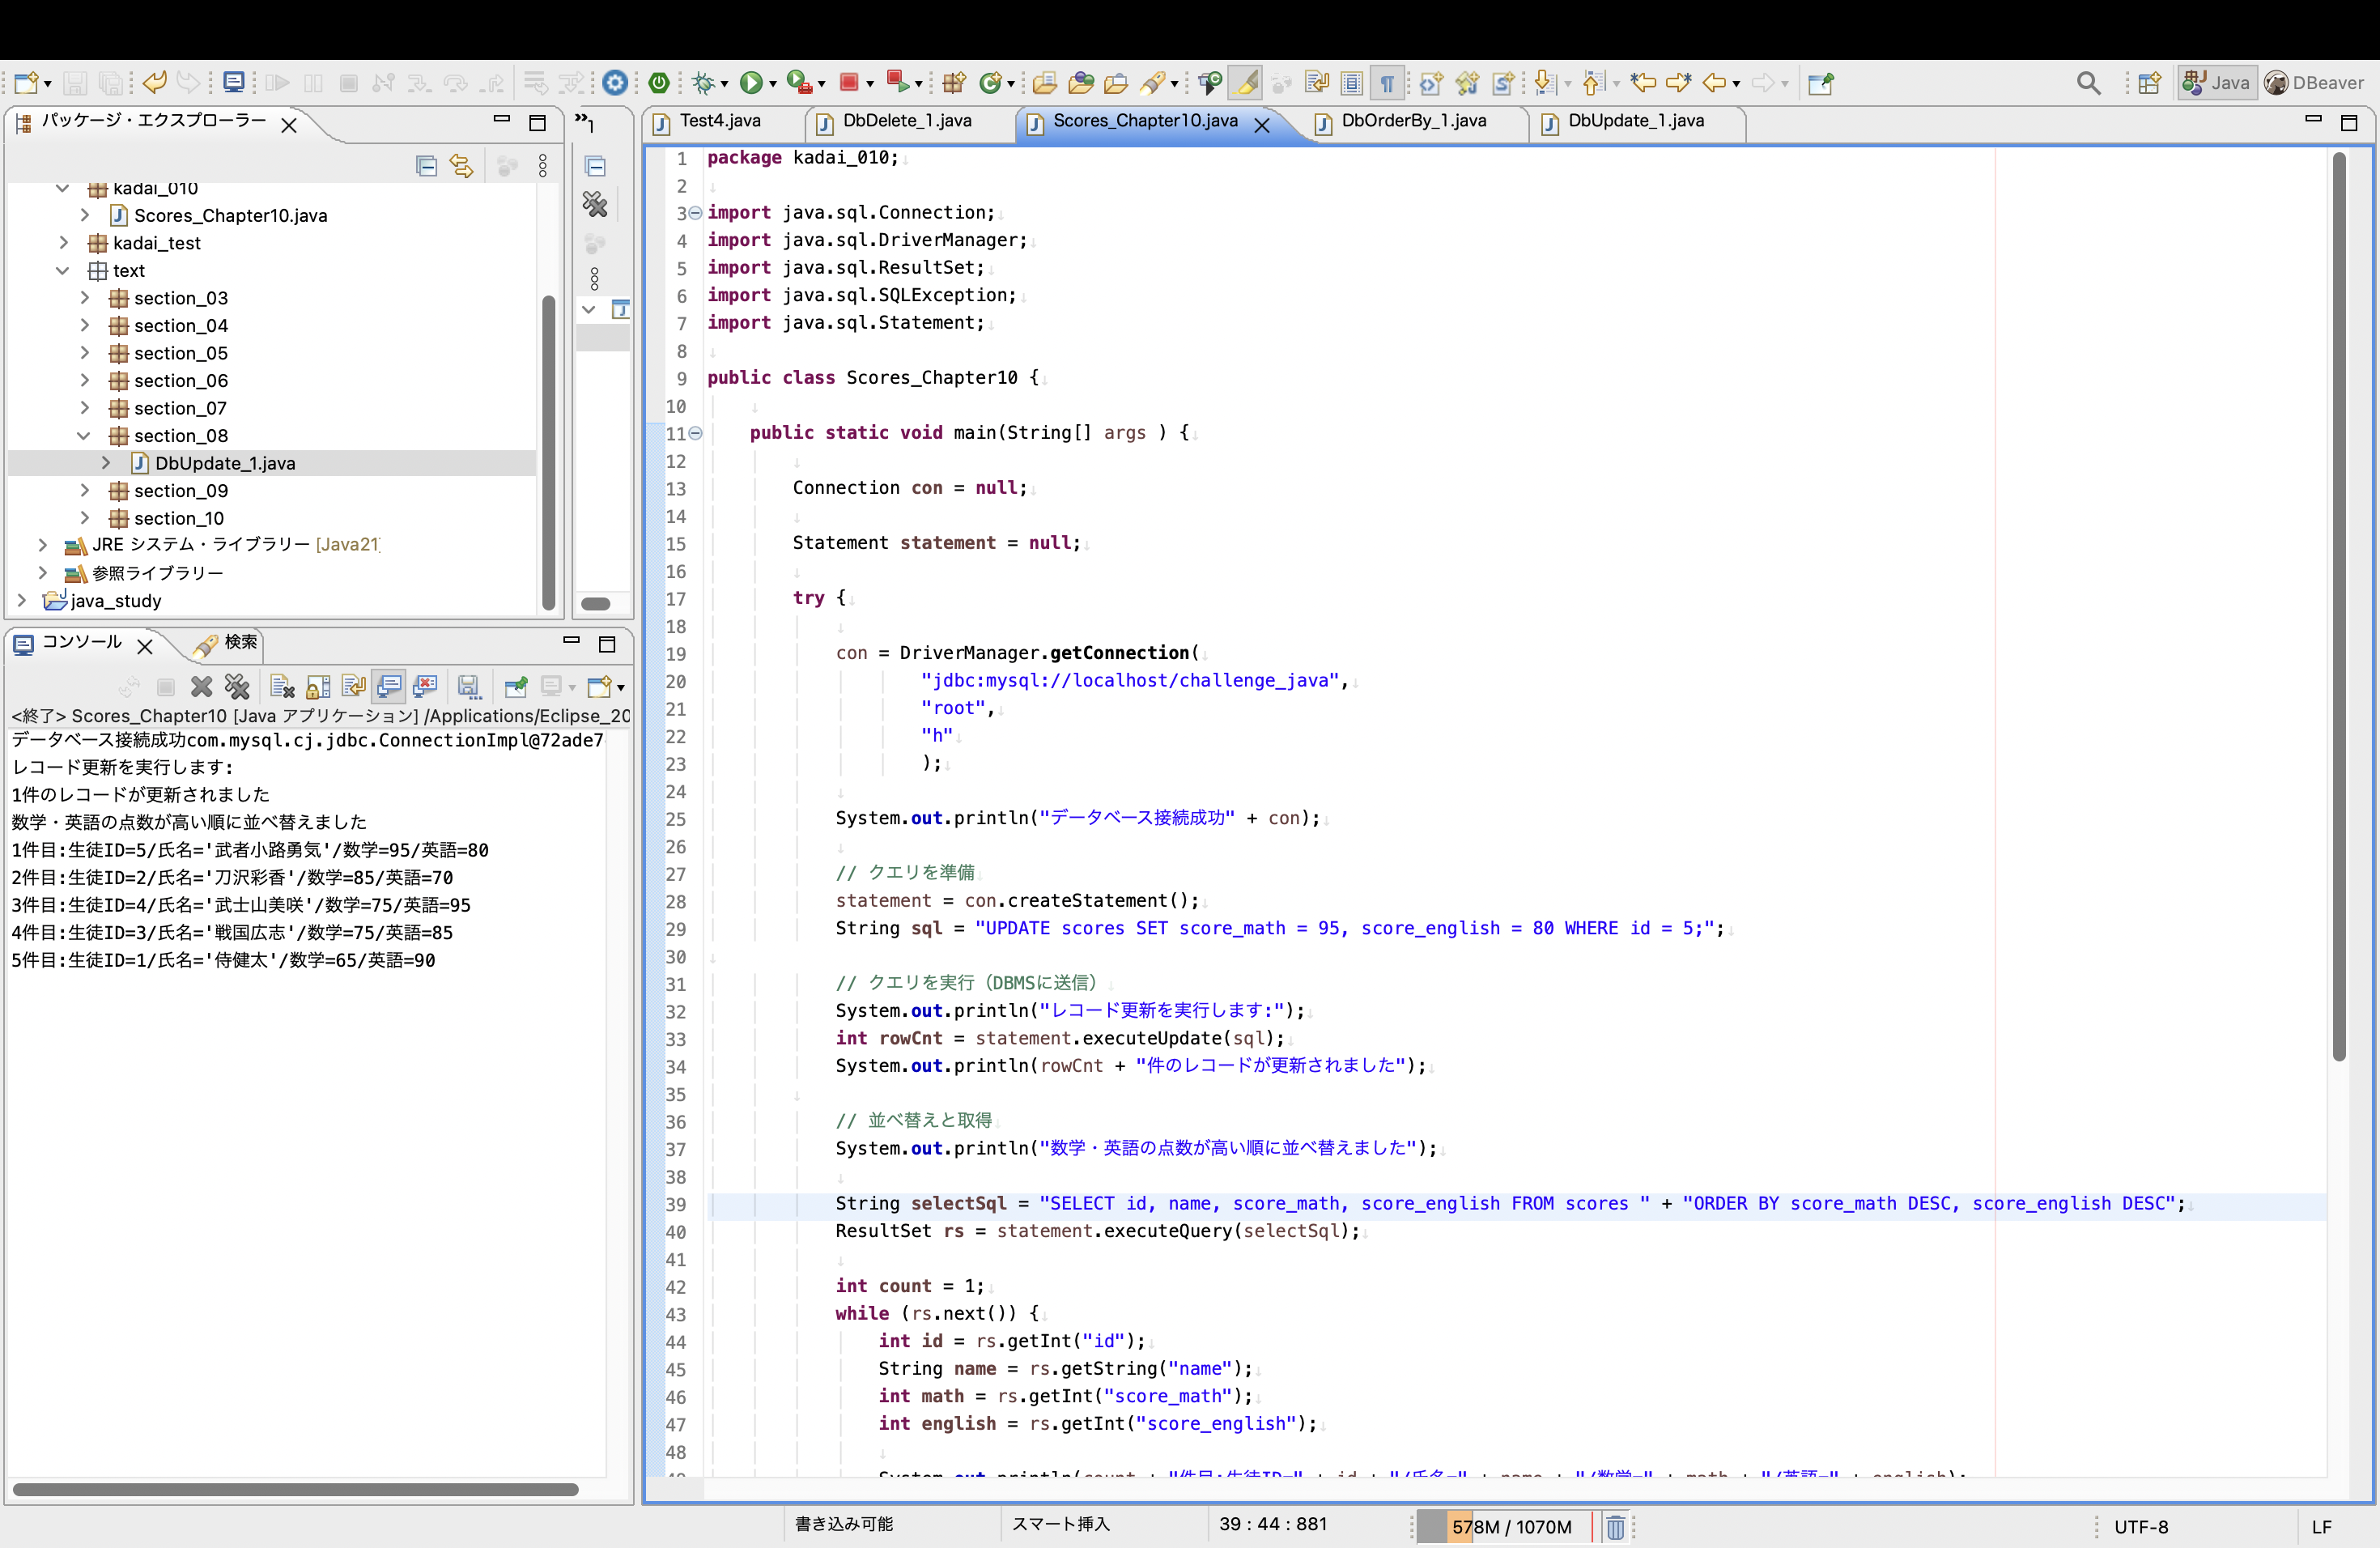 Java
DBeaver
パッケージ・エクスプローラー
kadai_010
Scores_Chapter10.java
kadai_test
text
section_03
section_04
section_05
section_06
section_07
section_08
DbUpdate_1.java
section_09
section_10
JRE システム・ライブラリー [Java21]
参照ライブラリー
java_study
»1
コンソール
検索
<終了> Scores_Chapter10 [Java アプリケーション] /Applications/Eclipse_20
データベース接続成功com.mysql.cj.jdbc.ConnectionImpl@72ade7
レコード更新を実行します:
1件のレコードが更新されました
数学・英語の点数が高い順に並べ替えました
1件目:生徒ID=5/氏名='武者小路勇気'/数学=95/英語=80
2件目:生徒ID=2/氏名='刀沢彩香'/数学=85/英語=70
3件目:生徒ID=4/氏名='武士山美咲'/数学=75/英語=95
4件目:生徒ID=3/氏名='戦国広志'/数学=75/英語=85
5件目:生徒ID=1/氏名='侍健太'/数学=65/英語=90
Test4.java
DbDelete_1.java
Scores_Chapter10.java
DbOrderBy_1.java
DbUpdate_1.java
1 package kadai_010;
2
3 import java.sql.Connection;
4 import java.sql.DriverManager;
5 import java.sql.ResultSet;
6 import java.sql.SQLException;
7 import java.sql.Statement;
8
9 public class Scores_Chapter10 {
10
11 public static void main(String[] args ) {
12
13 Connection con = null;
14
15 Statement statement = null;
16
17 try {
18
19 con = DriverManager.getConnection(
20 "jdbc:mysql://localhost/challenge_java",
21 "root",
22 "h"
23 );
24
25 System.out.println("データベース接続成功" + con);
26
27 // クエリを準備
28 statement = con.createStatement();
29 String sql = "UPDATE scores SET score_math = 95, score_english = 80 WHERE id = 5;";
30
31 // クエリを実行（DBMSに送信）
32 System.out.println("レコード更新を実行します:");
33 int rowCnt = statement.executeUpdate(sql);
34 System.out.println(rowCnt + "件のレコードが更新されました");
35
36 // 並べ替えと取得
37 System.out.println("数学・英語の点数が高い順に並べ替えました");
38
39 String selectSql = "SELECT id, name, score_math, score_english FROM scores " + "ORDER BY score_math DESC, score_english DESC";
40 ResultSet rs = statement.executeQuery(selectSql);
41
42 int count = 1;
43 while (rs.next()) {
44 int id = rs.getInt("id");
45 String name = rs.getString("name");
46 int math = rs.getInt("score_math");
47 int english = rs.getInt("score_english");
48
49 System.out.println(count + "件目:生徒ID=" + id + "/氏名=" + name + "/数学=" + math + "/英語=" + english);
書き込み可能
スマート挿入
39 : 44 : 881
578M / 1070M
UTF-8
LF